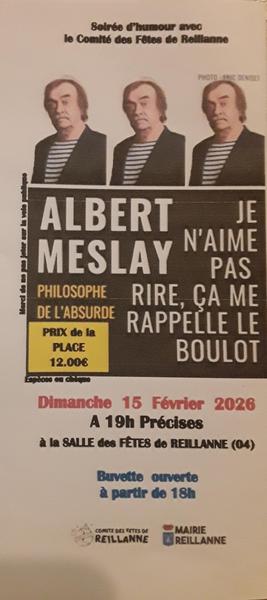 Soirée d'humour avec
le Comité des Fêtes de Reillanne
PHOTO : ERIC DENISET
Merci de ne pas jeter sur la voie publique
ALBERT
MESLAY
PHILOSOPHE
DE L'ABSURDE
JE
N'AIME
PAS
RIRE, ÇA ME
RAPPELLE LE
BOULOT
PRIX de la
PLACE
12.00€
Espèces ou chèque
Dimanche 15 Février 2026
A 19h Précises
à la SALLE des FÊTES de REILLANNE (04)
Buvette ouverte
à partir de 18h
COMITÉ DES FÊTES DE
REILLANNE
MAIRIE
REILLANNE